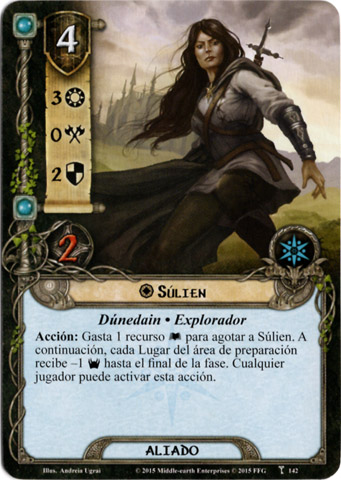 4
3
0
2
2
Súlien
Dúnedain • Explorador
Acción: Gasta 1 recurso para agotar a Súlien. A
continuación, cada Lugar del área de preparación
recibe –1 hasta el final de la fase. Cualquier
jugador puede activar esta acción.
ALIADO
Illus. Andreia Ugrai © 2015 Middle-earth Enterprises © 2015 FFG 142